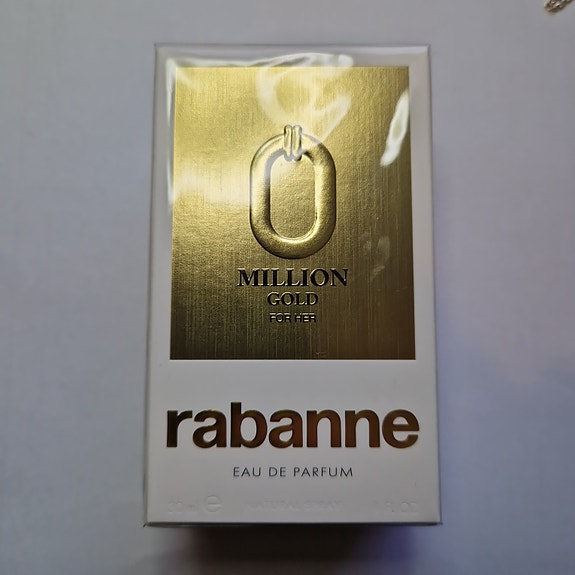 MILLION
GOLD
FOR HER
rabanne
EAU DE PARFUM
NATURAL SPRAY